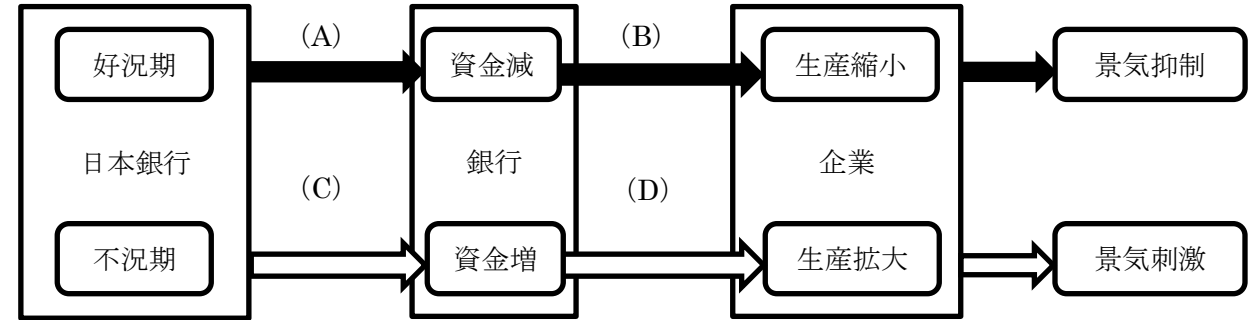 (A)
(B)
好況期
資金減
生産縮小
景気抑制
日本銀行
銀行
企業
(C)
(D)
不況期
資金増
生産拡大
景気刺激